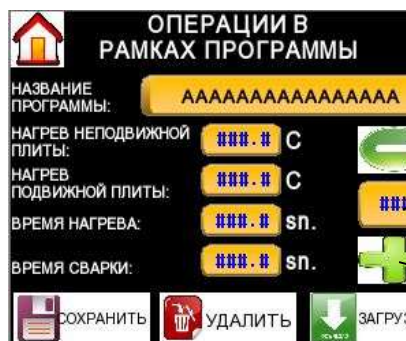 ОПЕРАЦИИ В
РАМКАХ ПРОГРАММЫ
НАЗВАНИЕ
ПРОГРАММЫ:
AAAAAAAAAAAAAAAA
НАГРЕВ НЕПОДВИЖНОЙ
ПЛИТЫ:
###.# C
НАГРЕВ
ПОДВИЖНОЙ ПЛИТЫ:
###.# C
###
ВРЕМЯ НАГРЕВА:
###.# sn.
ВРЕМЯ СВАРКИ:
###.# sn.
СОХРАНИТЬ
УДАЛИТЬ
ЗАГРУЗ